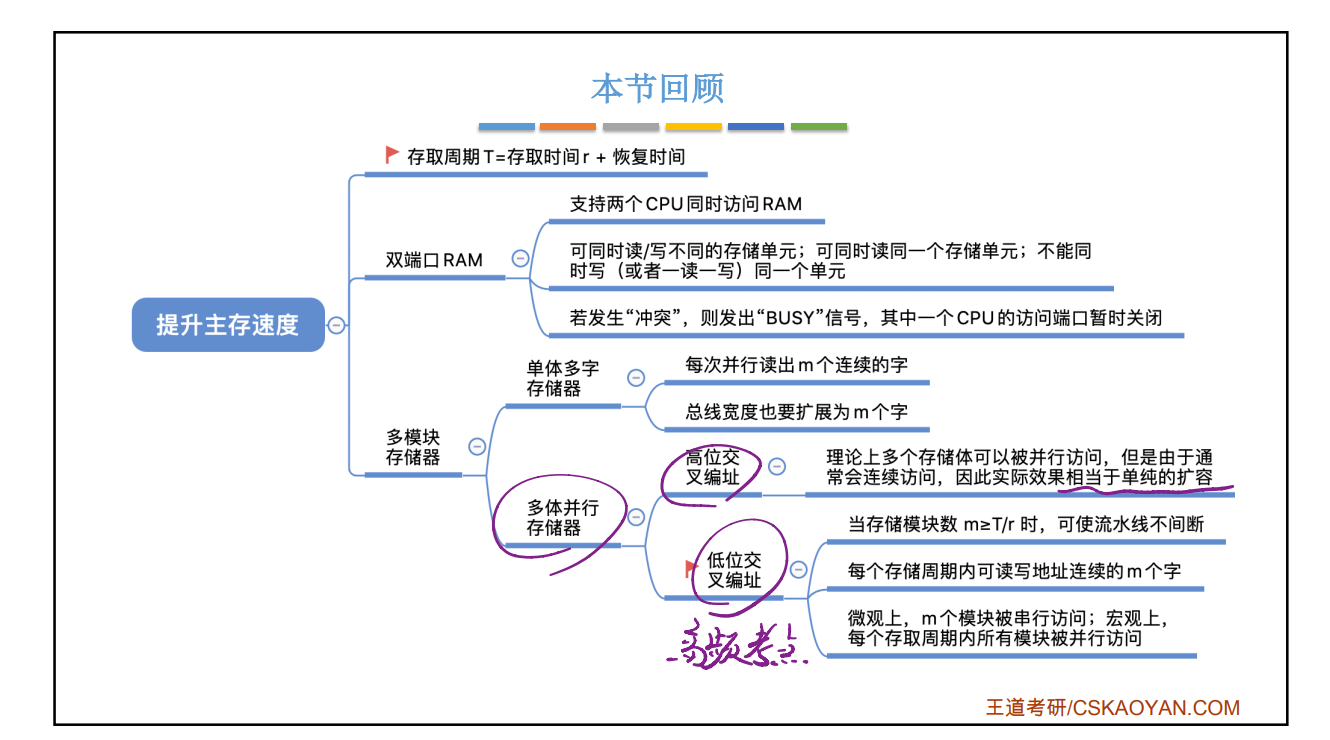 本节回顾
存取周期T=存取时间r + 恢复时间
支持两个CPU同时访问RAM
双端口RAM
可同时读/写不同的存储单元；可同时读同一个存储单元；不能同
时写（或者一读一写）同一个单元
若发生“冲突”，则发出“BUSY”信号，其中一个CPU的访问端口暂时关闭
提升主存速度
单体多字
存储器
每次并行读出m个连续的字
总线宽度也要扩展为m个字
多模块
存储器
高位交
叉编址
理论上多个存储体可以被并行访问，但是由于通
常会连续访问，因此实际效果相当于单纯的扩容
多体并行
存储器
当存储模块数 m≥T/r 时，可使流水线不间断
低位交
叉编址
每个存储周期内可读写地址连续的m个字
微观上，m个模块被串行访问；宏观上，
每个存取周期内所有模块被并行访问
高频考点
王道考研/CSKAOYAN.COM